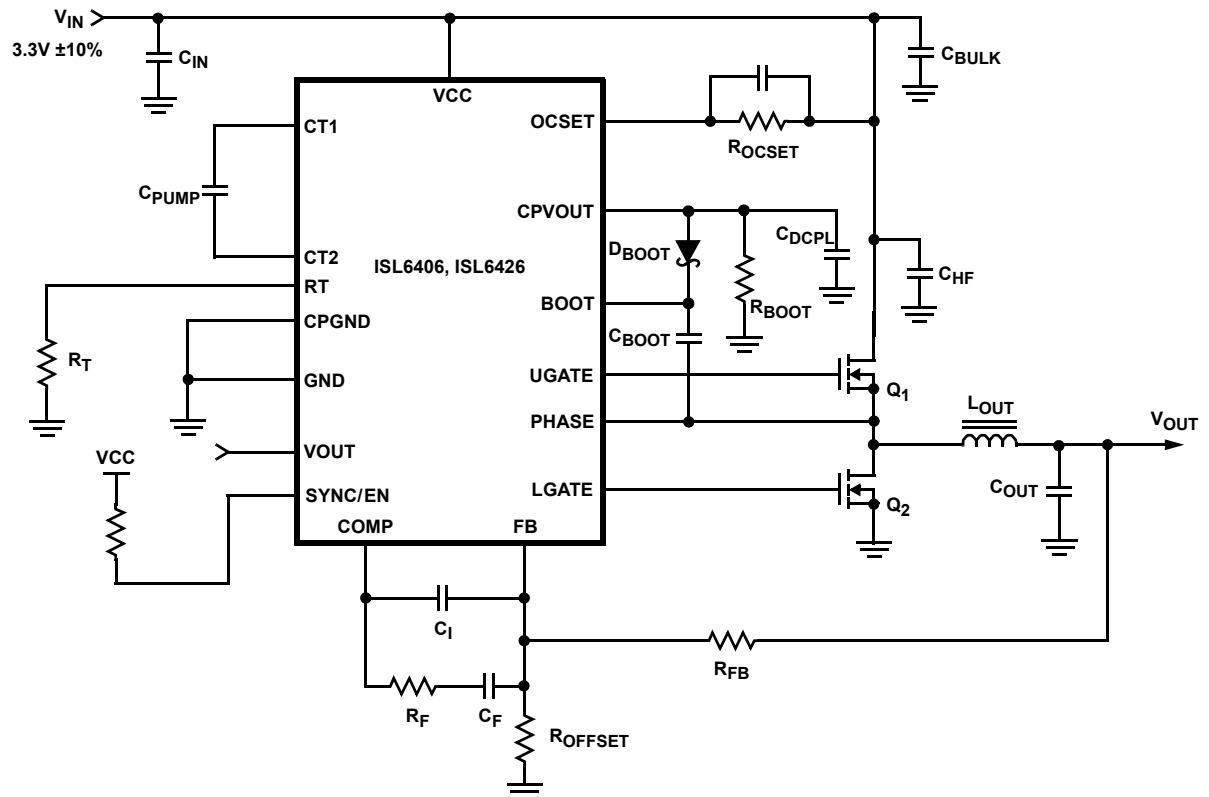 VIN
3.3V ±10%
CIN
CBULK
VCC
CT1
OCSET
ROCSET
CPUMP
CPVOUT
CDCPL
DBOOT
CT2
ISL6406, ISL6426
CHF
RT
BOOT
RBOOT
CPGND
CBOOT
RT
GND
UGATE
Q1
LOUT
PHASE
VOUT
VOUT
VCC
LGATE
COUT
SYNC/EN
Q2
COMP
FB
CI
RFB
RF
CF
ROFFSET